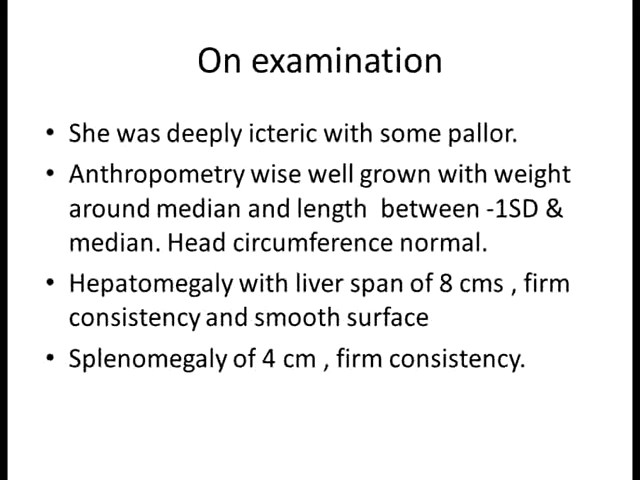 On examination
• She was deeply icteric with some pallor.
• Anthropometry wise well grown with weight
around median and length between -1SD &
median. Head circumference normal.
• Hepatomegaly with liver span of 8 cms , firm
consistency and smooth surface
• Splenomegaly of 4 cm , firm consistency.